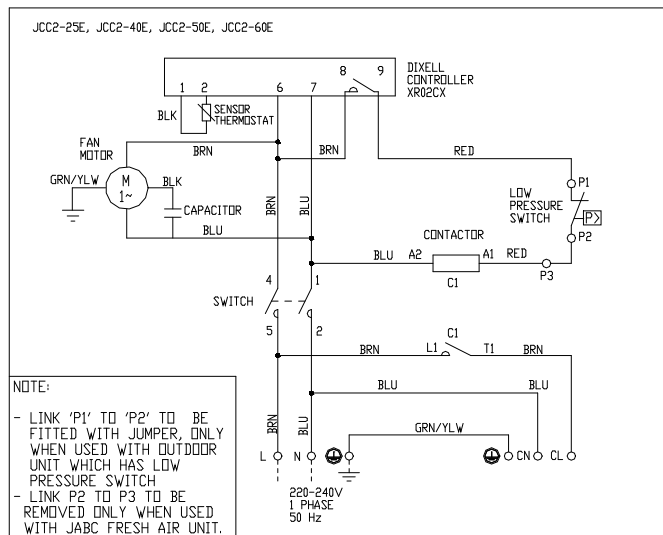 JCC2-25E, JCC2-40E, JCC2-50E, JCC2-60E
DIXELL
CONTROLLER
XR02CX
1 2 6 7 8 9
SENSOR
THERMOSTAT
BLK
FAN
MOTOR
BRN
BRN
RED
GRN/YLW
M
1~
BLK
CAPACITOR
BRN
BLU
BLU
P1
LOW
PRESSURE
SWITCH
P>
P2
CONTACTOR
BLU
A2
A1
RED
C1
P3
4
1
SWITCH
5
2
C1
BRN
L1
T1
BRN
BLU
BLU
BRN
BLU
GRN/YLW
L
N
CN
CL
220-240V
1 PHASE
50 Hz
NOTE:
- LINK 'P1' TO 'P2' TO BE
FITTED WITH JUMPER, ONLY
WHEN USED WITH OUTDOOR
UNIT WHICH HAS LOW
PRESSURE SWITCH
- LINK P2 TO P3 TO BE
REMOVED ONLY WHEN USED
WITH JABC FRESH AIR UNIT.